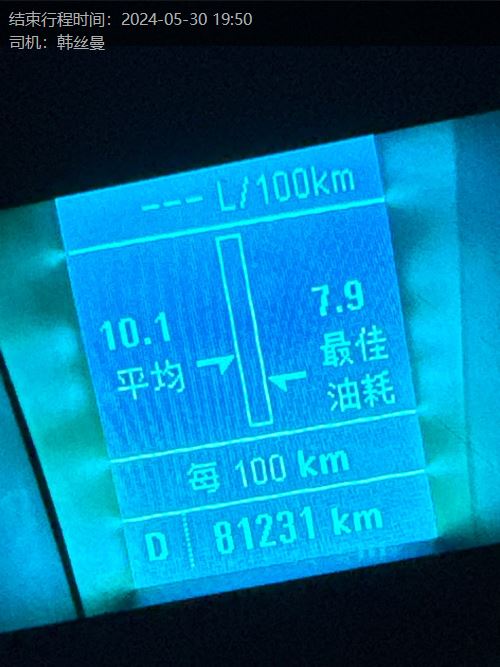 结束行程时间：2024-05-30 19:50
司机：韩丝曼
--- L/100km
10.1
平均
7.9
最佳
油耗
每 100 km
D 81231 km